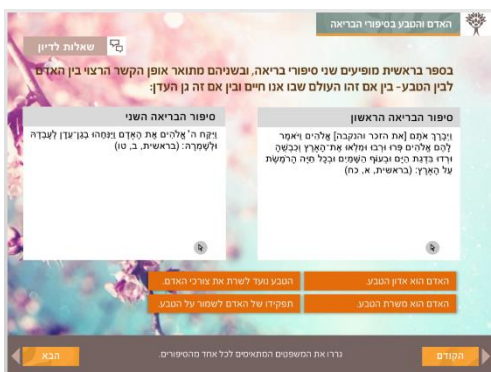 האדם והטבע בסיפורי הבריאה
שאלות לדיון
בספר בראשית מופיעים שני סיפורי בריאה, ובשניהם מתואר אופן הקשר הרצוי בין האדם
לבין הטבע- בין אם זהו העולם שבו אנו חיים ובין אם זה גן העדן:
סיפור הבריאה הראשון
וַיְבָרֶךְ אֹתָם [את הזכר והנקבה] אֱלֹהִים וַיֹּאמֶר
לָהֶם אֱלֹהִים פְּרוּ וּרְבוּ וּמִלְאוּ אֶת-הָאָרֶץ וְכִבְשֻׁהָ
וּרְדוּ בִּדְגַת הַיָּם וּבְעוֹף הַשָּׁמַיִם וּבְכָל חַיָּה הָרֹמֶשֶׂת
עַל הָאָרֶץ: (בראשית, א, כח)
סיפור הבריאה השני
וַיִּקַּח ה' אֱלֹהִים אֶת הָאָדָם וַיַּנִּחֵהוּ בְגַן-עֵדֶן לְעָבְדָהּ
וּלְשָׁמְרָהּ: (בראשית, ב, טו)
האדם הוא אדון הטבע.
הטבע נועד לשרת את צורכי האדם.
האדם הוא משרת הטבע.
תפקידו של האדם לשמור על הטבע.
הקודם
גררו את המשפטים המתאימים לכל אחד מהסיפורים.
הבא